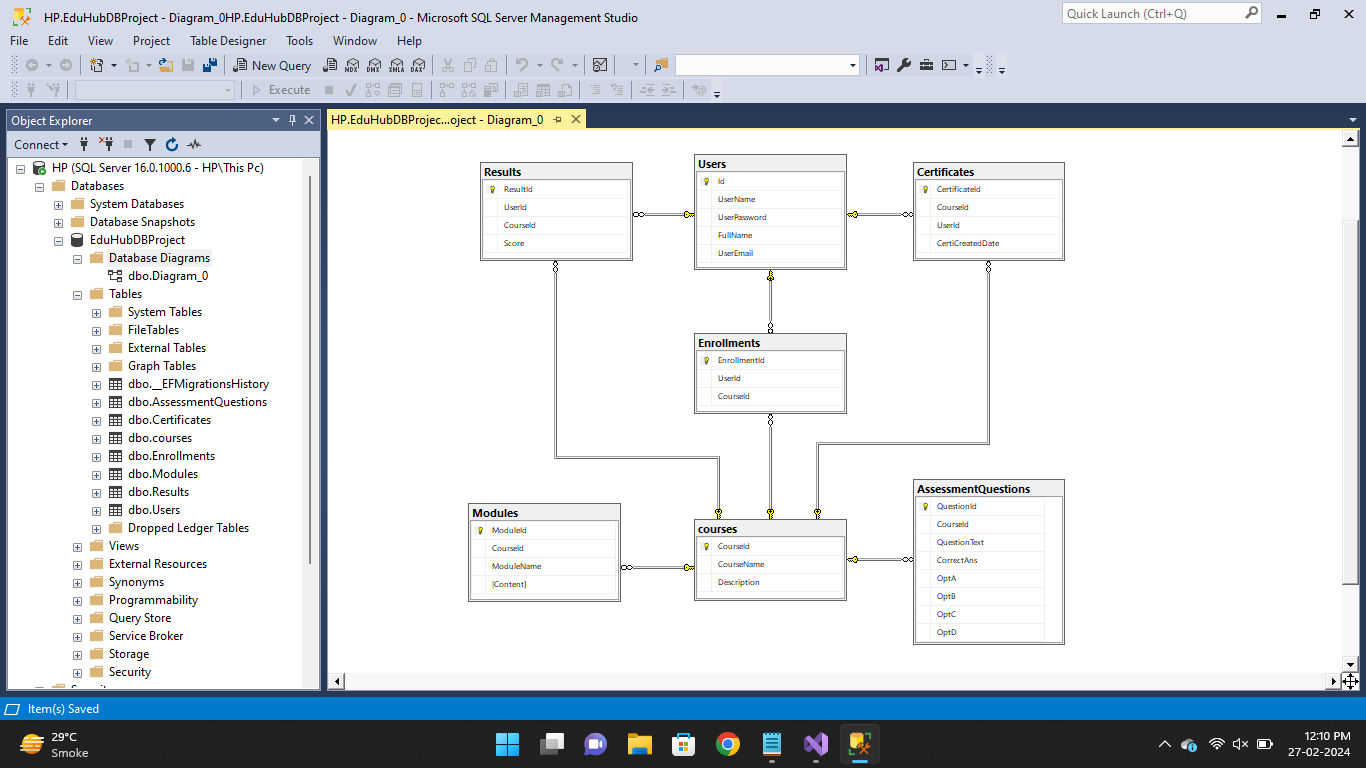 HP.EduHubDBProject - Diagram_0HP.EduHubDBProject - Diagram_0 - Microsoft SQL Server Management Studio
Quick Launch (Ctrl+Q)
File Edit View Project Table Designer Tools Window Help
New Query MDX DMX XMLA DAX
Execute
Object Explorer
HP.EduHubDBProjec...oject - Diagram_0
Connect
HP (SQL Server 16.0.1000.6 - HP\This Pc)
Databases
System Databases
Database Snapshots
EduHubDBProject
Database Diagrams
dbo.Diagram_0
Tables
System Tables
FileTables
External Tables
Graph Tables
dbo.__EFMigrationsHistory
dbo.AssessmentQuestions
dbo.Certificates
dbo.courses
dbo.Enrollments
dbo.Modules
dbo.Results
dbo.Users
Dropped Ledger Tables
Views
External Resources
Synonyms
Programmability
Query Store
Service Broker
Storage
Security
Results
ResultId
UserId
CourseId
Score
Users
Id
UserName
UserPassword
FullName
UserEmail
Certificates
CertificateId
CourseId
UserId
CertiCreatedDate
Enrollments
EnrollmentId
UserId
CourseId
Modules
ModuleId
CourseId
ModuleName
[Content]
courses
CourseId
CourseName
Description
AssessmentQuestions
QuestionId
CourseId
QuestionText
CorrectAns
OptA
OptB
OptC
OptD
Item(s) Saved
29°C
Smoke
12:10 PM
27-02-2024